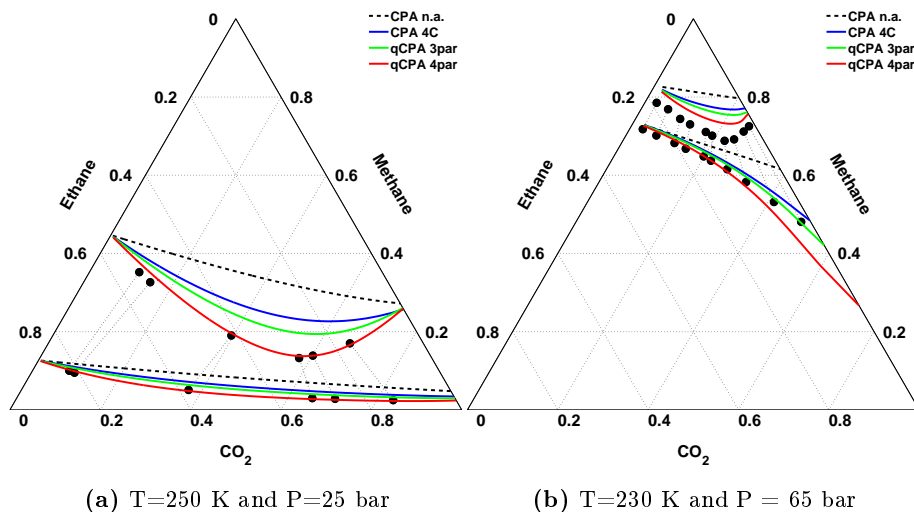 0
CPA n.a.
CPA 4C
qCPA 3par
qCPA 4par
0.2
0.8
Ethane
Methane
0.4
0.6
0.6
0.4
0.8
0.2
0
0.2
0.4
0.6
0.8
CO2
(a) T=250 K and P=25 bar
0
CPA n.a.
CPA 4C
qCPA 3par
qCPA 4par
0.2
0.8
Ethane
Methane
0.4
0.6
0.6
0.4
0.8
0.2
0
0.2
0.4
0.6
0.8
CO2
(b) T=230 K and P = 65 bar